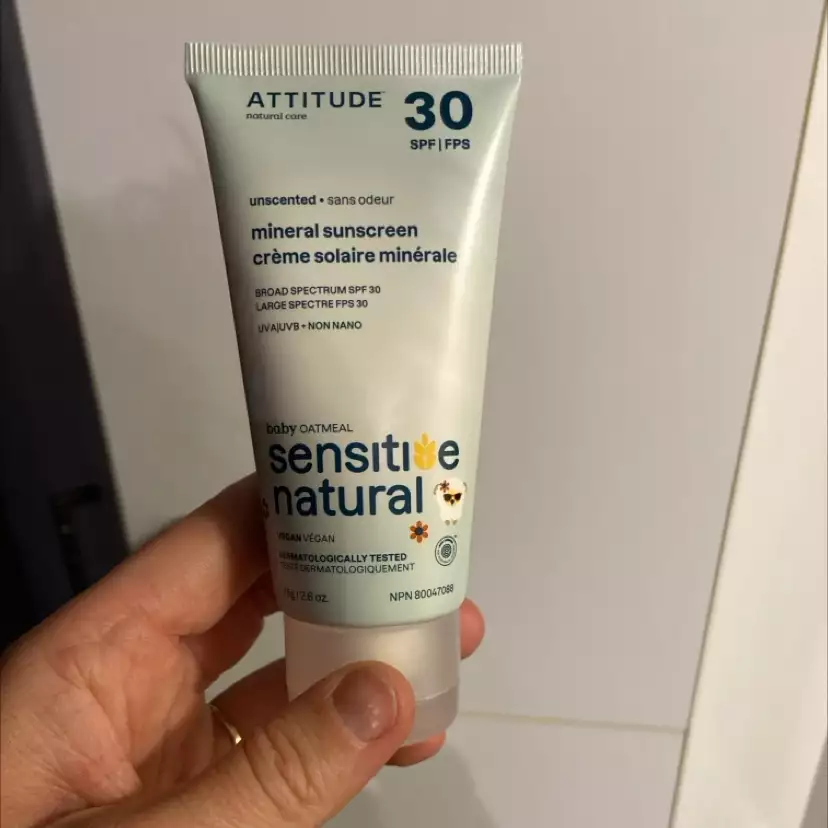 ATTITUDE
natural care
30
SPF | FPS
unscented • sans odeur
mineral sunscreen
crème solaire minérale
BROAD SPECTRUM SPF 30
LARGE SPECTRE FPS 30
UVA|UVB + NON NANO
baby OATMEAL
sensitive
natural
VEGAN VÉGAN
DERMATOLOGICALLY TESTED
TESTÉ DERMATOLOGIQUEMENT
2.6 oz.
NPN 80047088